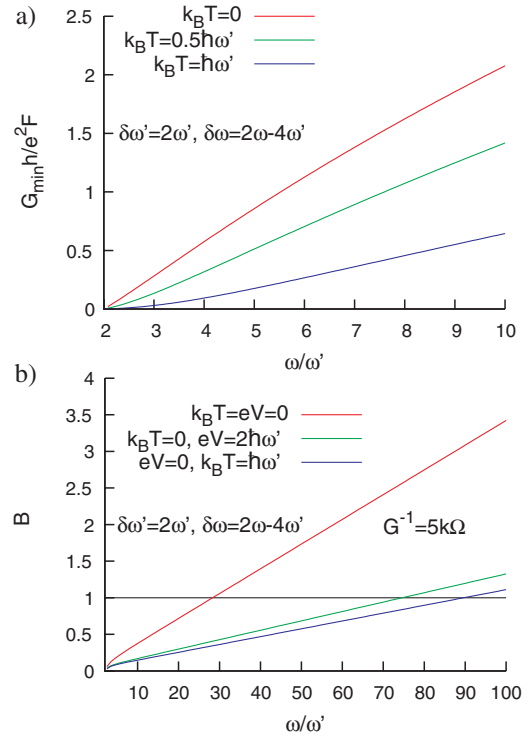 a)
k_BT=0
k_BT=0.5ħω'
k_BT=ħω'
δω'=2ω', δω=2ω-4ω'
G_min h/e²F
2.5
2
1.5
1
0.5
0
2 3 4 5 6 7 8 9 10
ω/ω'
b)
k_BT=eV=0
k_BT=0, eV=2ħω'
eV=0, k_BT=ħω'
δω'=2ω', δω=2ω-4ω'
G⁻¹=5kΩ
B
4
3.5
3
2.5
2
1.5
1
0.5
0
10 20 30 40 50 60 70 80 90 100
ω/ω'